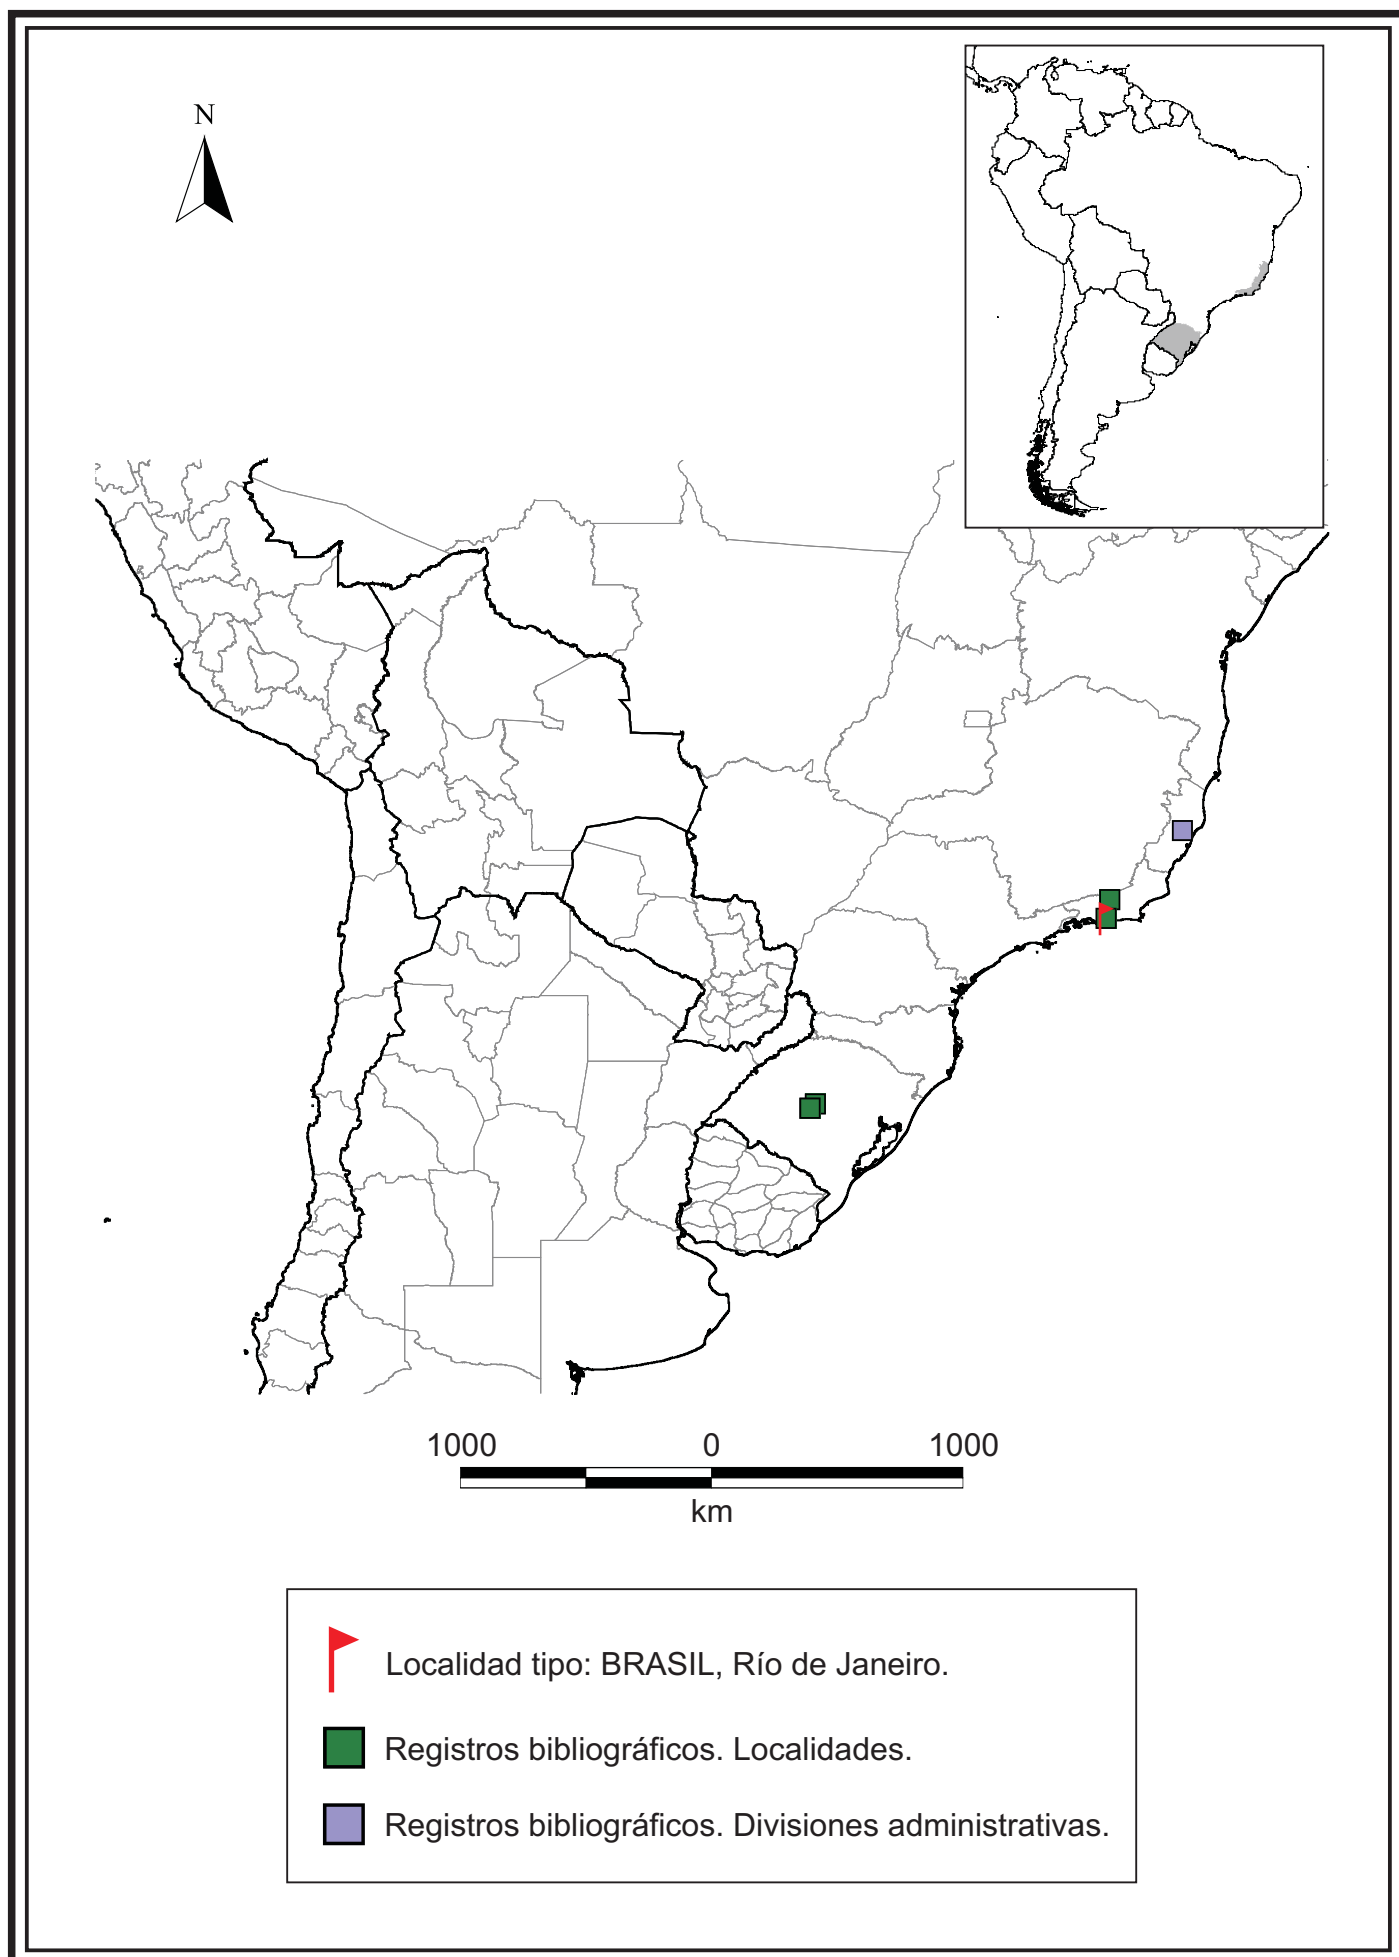 N
1000 0 1000
km
Localidad tipo: BRASIL, Río de Janeiro.
Registros bibliográficos. Localidades.
Registros bibliográficos. Divisiones administrativas.